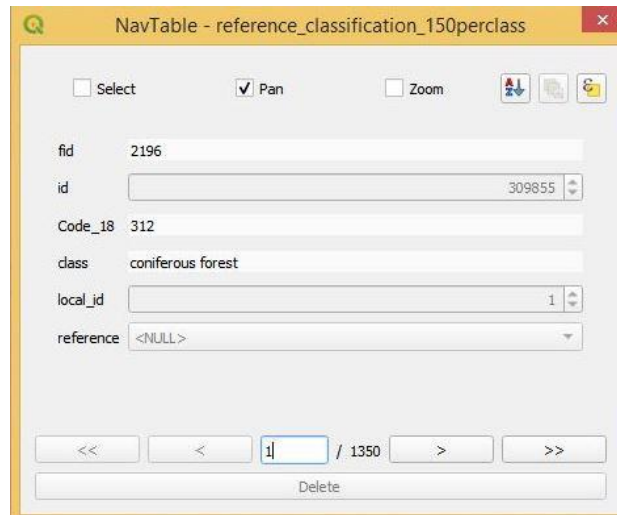 NavTable - reference_classification_150perclass
Select Pan Zoom
fid 2196
id 309855
Code_18 312
class coniferous forest
local_id 1
reference <NULL>
<< < 1 / 1350 > >>
Delete